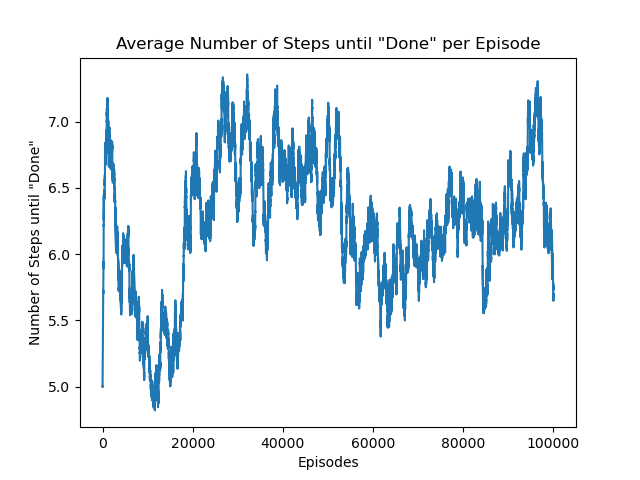 Average Number of Steps until "Done" per Episode
Number of Steps until "Done"
7.0
6.5
6.0
5.5
5.0
0 20000 40000 60000 80000 100000
Episodes